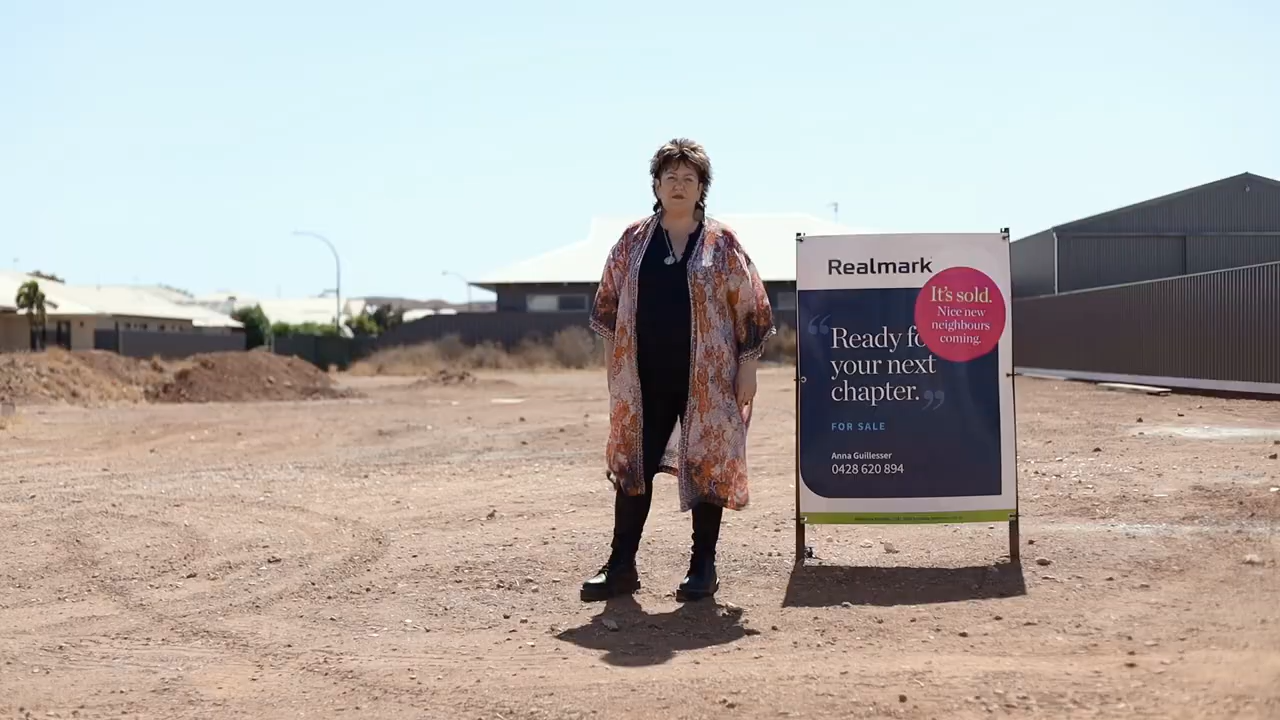 Realmark
It's sold.
Nice new
neighbours
coming.
“Ready fo
your next
chapter.”
FOR SALE
Anna Guillesser
0428 620 894